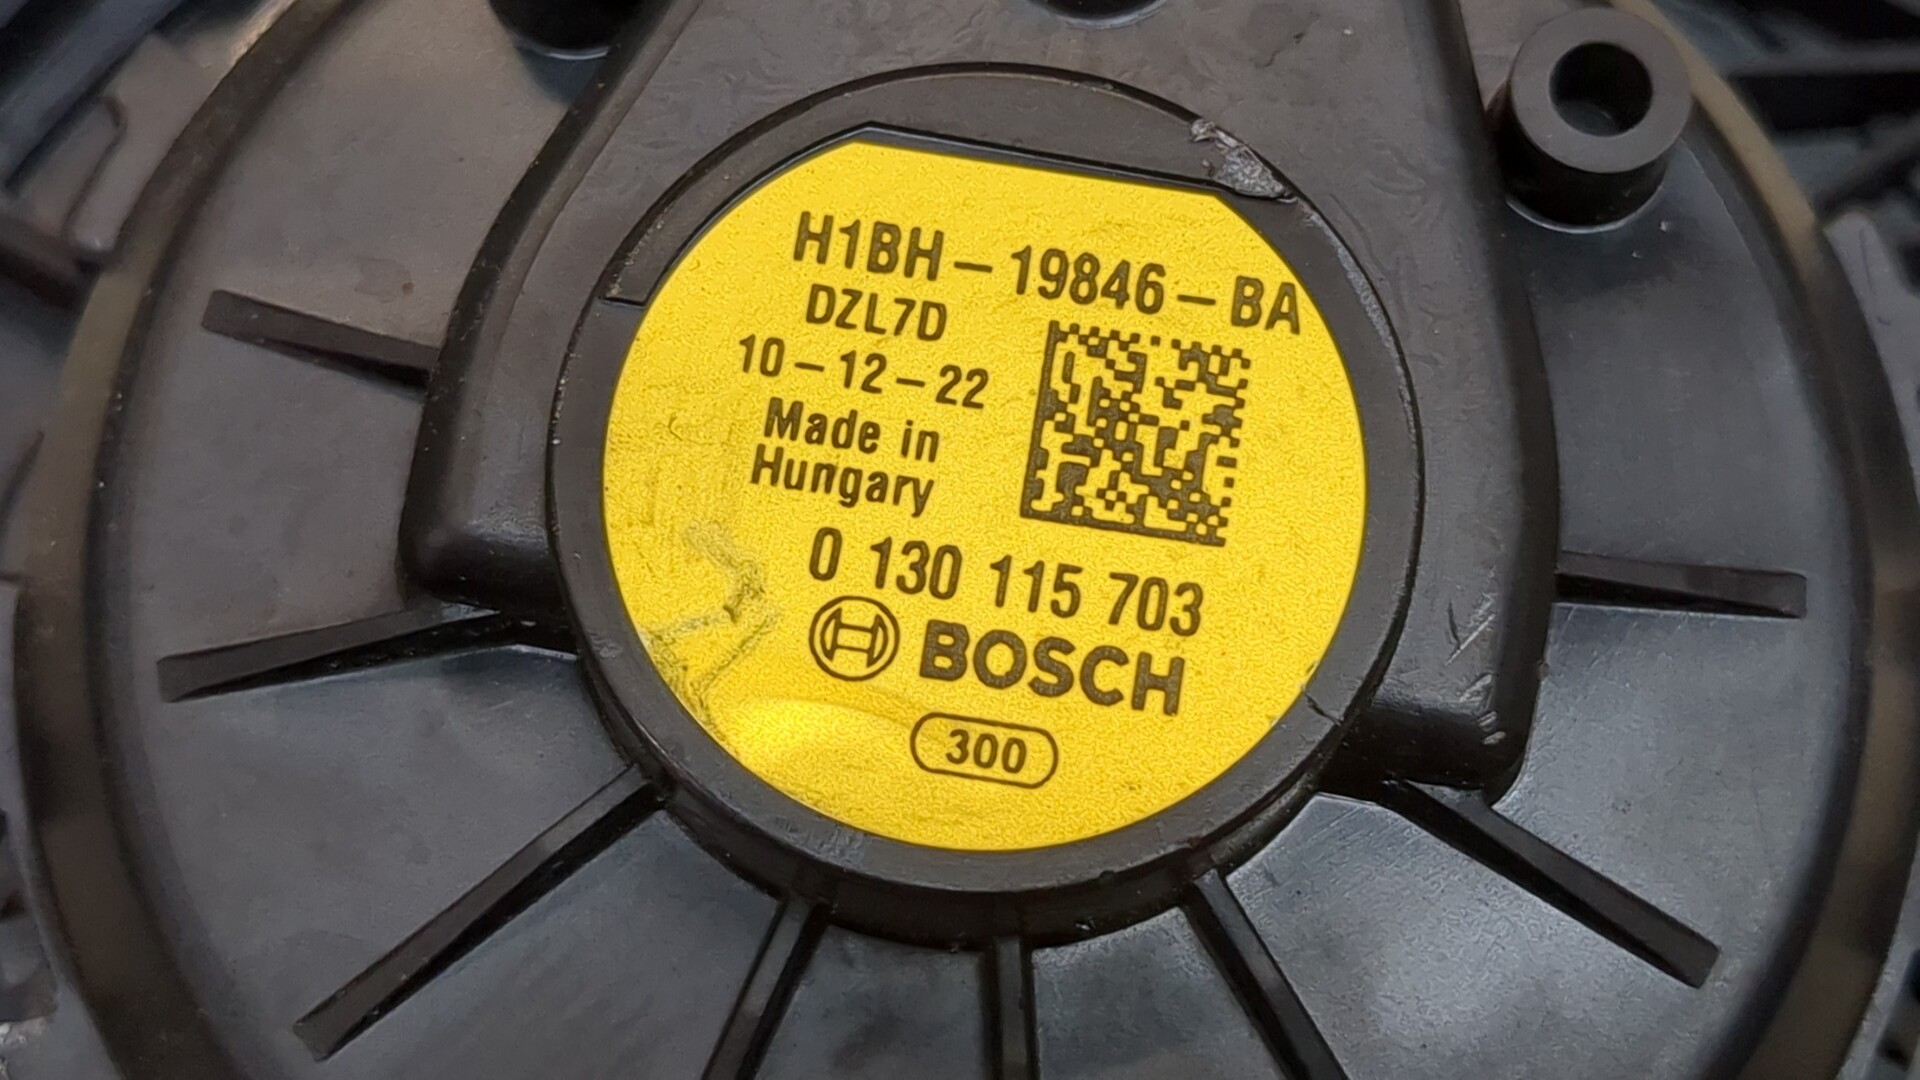 H1BH-19846-BA
DZL7D
10-12-22
Made in
Hungary
0 130 115 703
BOSCH
300